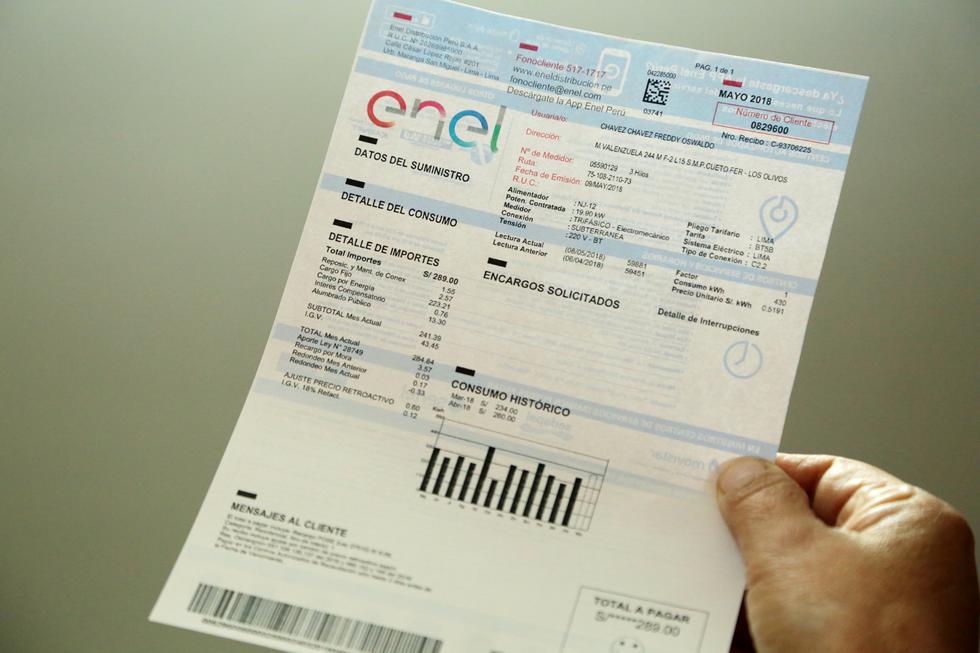 Enel Distribución Perú S.A.A.
R.U.C. Nº 20269985900
Calle César López Rojas #201
Urb. Maranga San Miguel - Lima - Lima
Fonocliente 517-1717
www.eneldistribucion.pe
fonocliente@enel.com
Descárgate la App Enel Perú
PAG. 1 de 1
042285000
03741
MAYO 2018
Número de Cliente
0829600
Nro. Recibo : C-93706225
enel
Usuaria/o: CHAVEZ CHAVEZ FREDDY OSWALDO
Dirección: M.VALENZUELA 244 M F-2 L15 S.M.P,CUETO.FER - LOS OLIVOS
Nº de Medidor: 05590129 3 Hilos
Ruta: 75-108-2110-73
Fecha de Emisión: 09/MAY/2018
R.U.C.:
DATOS DEL SUMINISTRO
Alimentador : NJ-12
Poten. Contratada : 19.90 kW
Medidor : TRIFASICO - Electromecánico
Conexión : SUBTERRANEA
Tensión : 220 V - BT
Pliego Tarifario : LIMA
Tarifa : BT5B
Sistema Eléctrico : LIMA
Tipo de Conexión : C2.2
DETALLE DEL CONSUMO
Lectura Actual (08/05/2018) 59881
Lectura Anterior (06/04/2018) 59451
Factor 1
Consumo kWh 430
Precio Unitario S/. kWh 0.5191
DETALLE DE IMPORTES
Total Importes S/ 289.00
Reposic. y Mant. de Conex 1.55
Cargo Fijo 2.57
Cargo por Energía 223.21
Interés Compensatorio 0.76
Alumbrado Público 13.30
SUBTOTAL Mes Actual 241.39
I.G.V. 43.45
TOTAL Mes Actual 284.84
Aporte Ley Nº 28749 3.57
Recargo por Mora 0.03
Redondeo Mes Anterior 0.17
Redondeo Mes Actual -0.33
AJUSTE PRECIO RETROACTIVO 0.60
I.G.V. 18% Refact. 0.12
ENCARGOS SOLICITADOS
Detalle de Interrupciones
CONSUMO HISTÓRICO
Mar-18 S/ 234.00
Abr-18 S/ 260.00
MENSAJES AL CLIENTE
TOTAL A PAGAR
S/*****289.00